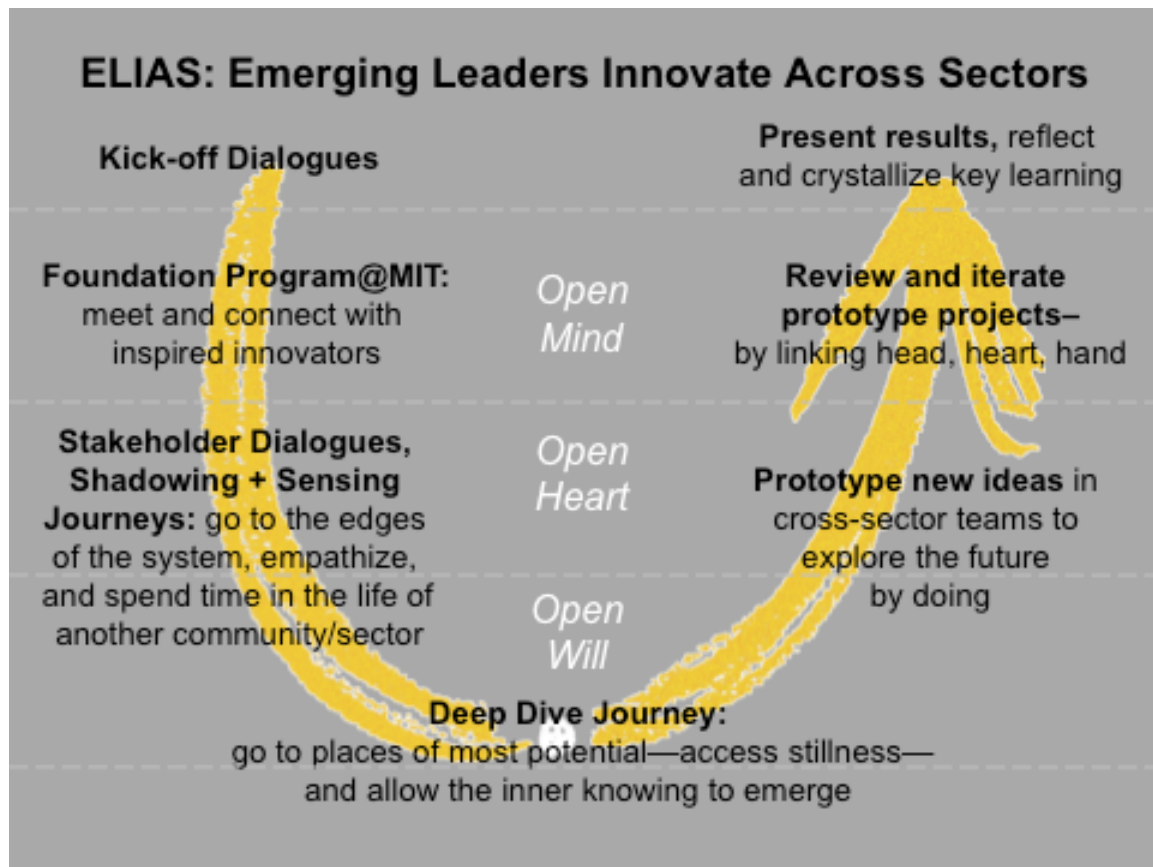 ELIAS: Emerging Leaders Innovate Across Sectors
Kick-off Dialogues
Foundation Program@MIT:
meet and connect with
inspired innovators
Stakeholder Dialogues,
Shadowing + Sensing
Journeys: go to the edges
of the system, empathize,
and spend time in the life of
another community/sector
Open
Mind
Open
Heart
Open
Will
Deep Dive Journey:
go to places of most potential—access stillness—
and allow the inner knowing to emerge
Present results, reflect
and crystallize key learning
Review and iterate
prototype projects–
by linking head, heart, hand
Prototype new ideas in
cross-sector teams to
explore the future
by doing